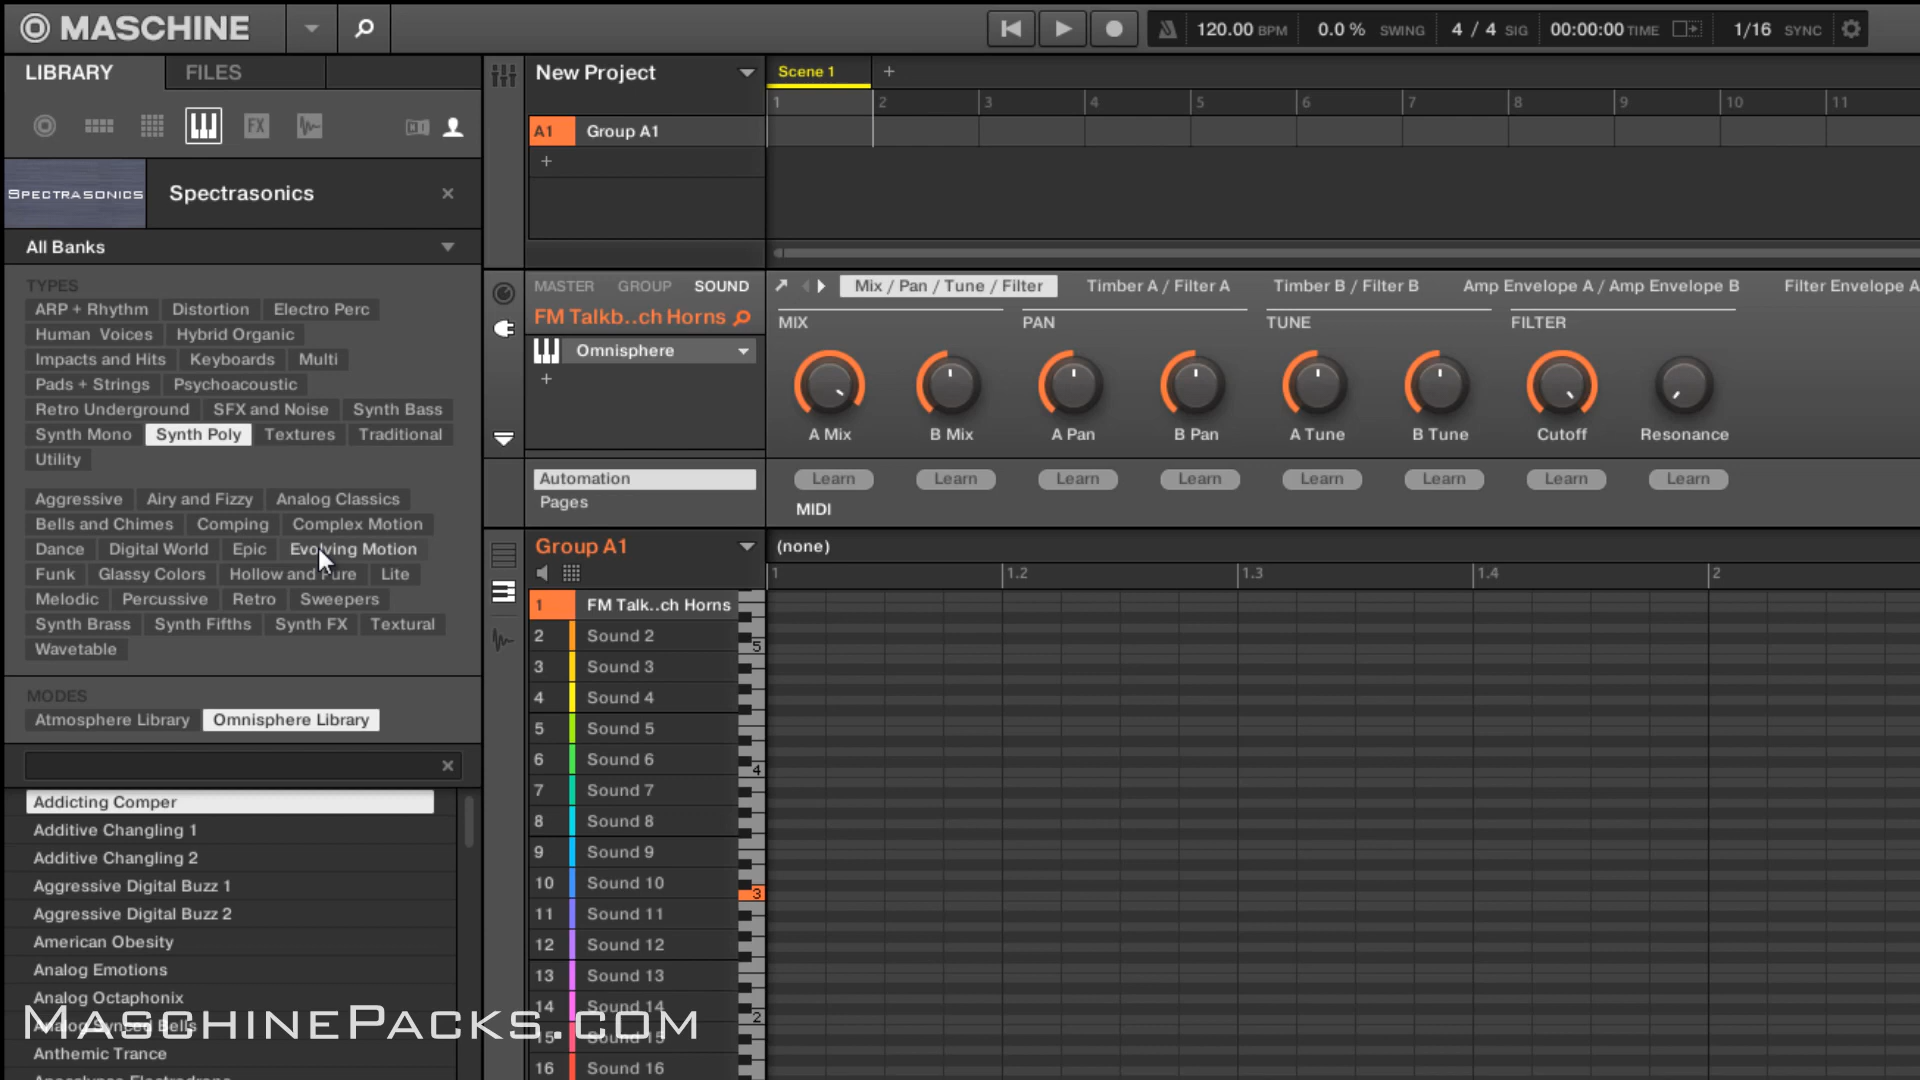 MASCHINE
120.00 BPM 0.0 % SWING 4 / 4 SIG 00:00:00 TIME 1/16 SYNC
LIBRARY FILES
New Project
Scene 1 +
1 2 3 4 5 6 7 8 9 10 11
FX
A1 Group A1
+
SPECTRASONICS Spectrasonics
All Banks
TYPES
ARP + Rhythm Distortion Electro Perc
Human Voices Hybrid Organic
Impacts and Hits Keyboards Multi
Pads + Strings Psychoacoustic
Retro Underground SFX and Noise Synth Bass
Synth Mono Synth Poly Textures Traditional
Utility
Aggressive Airy and Fizzy Analog Classics
Bells and Chimes Comping Complex Motion
Dance Digital World Epic Evolving Motion
Funk Glassy Colors Hollow and Pure Lite
Melodic Percussive Retro Sweepers
Synth Brass Synth Fifths Synth FX Textural
Wavetable
MODES
Atmosphere Library Omnisphere Library
Addicting Comper
Additive Changling 1
Additive Changling 2
Aggressive Digital Buzz 1
Aggressive Digital Buzz 2
American Obesity
Analog Emotions
Analog Octaphonix
Analog Synced Bells
Anthemic Trance
MASTER GROUP SOUND
FM Talkb..ch Horns
Omnisphere
+
Automation
Pages
Mix / Pan / Tune / Filter Timber A / Filter A Timber B / Filter B Amp Envelope A / Amp Envelope B Filter Envelope A
MIX PAN TUNE FILTER
A Mix B Mix A Pan B Pan A Tune B Tune Cutoff Resonance
Learn Learn Learn Learn Learn Learn Learn Learn
MIDI
Group A1
(none)
1 1.2 1.3 1.4 2
1 FM Talk..ch Horns
2 Sound 2
3 Sound 3
4 Sound 4
5 Sound 5
6 Sound 6
7 Sound 7
8 Sound 8
9 Sound 9
10 Sound 10
11 Sound 11
12 Sound 12
13 Sound 13
14 Sound 14
15 Sound 15
16 Sound 16
5
4
3
2
MASCHINEPACKS.COM